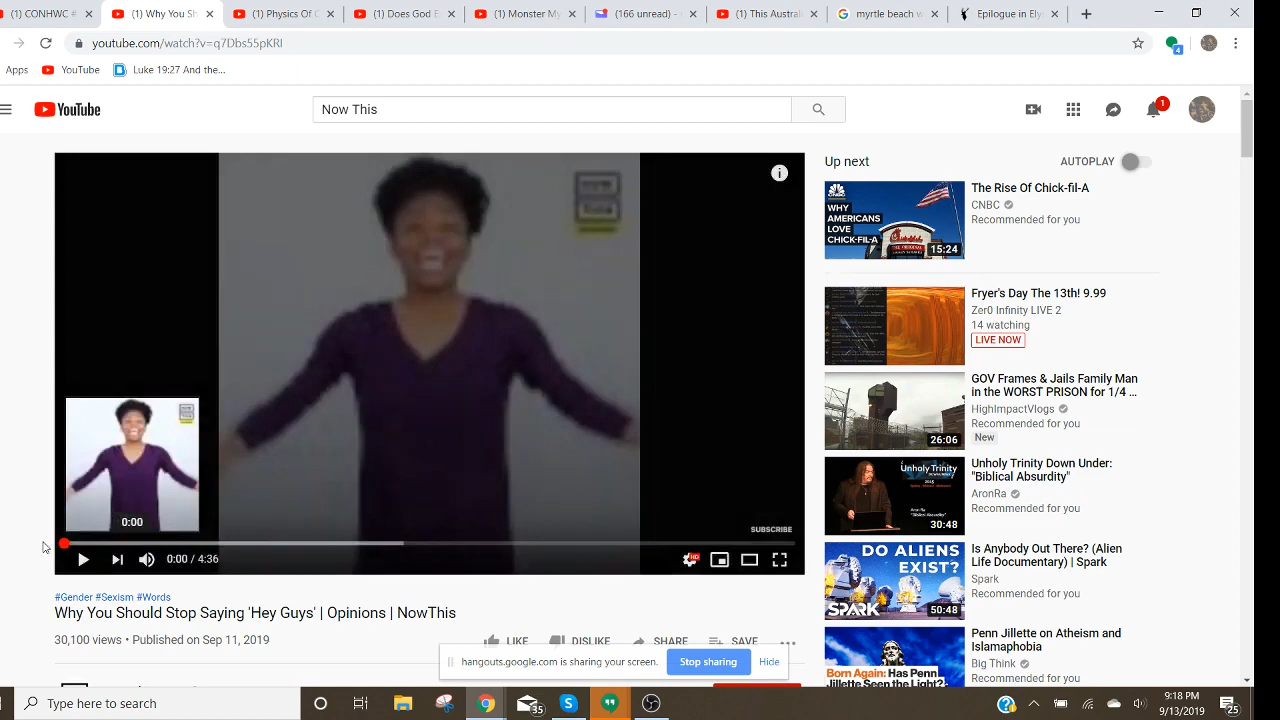 (1) CONHWC #
(1) Why You Sh
(1) Physics Of C
(1) Does God E
(1) Monster My
(166 unread) -
(1) This Austral
myrtle beach w
Epilogue in Ely
youtube.com/watch?v=q7Dbs55pKRI
4
Apps
YouTube
Luke 19:27 And the...
YouTube
Now This
1
Up next
AUTOPLAY
WHY
AMERICANS
LOVE
CHICK-FIL-A
15:24
The Rise Of Chick-fil-A
CNBC
Recommended for you
Fryer's Day The 13th! 9.99
Zer0 Infinity LIVE 2
14 watching
LIVE NOW
26:06
GOV Frames & Jails Family Man
in the WORST PRISON for 1/4 ...
HighImpactVlogs
Recommended for you
New
Unholy Trinity
30:48
Unholy Trinity Down Under:
"Biblical Absurdity"
AronRa
Recommended for you
DO ALIENS
EXIST?
SPARK
50:48
Is Anybody Out There? (Alien
Life Documentary) | Spark
Spark
Recommended for you
Born Again: Has Penn
Jillette Seen the Light?
Penn Jillette on Atheism and
Islamaphobia
Big Think
Recommended for you
0:00
SUBSCRIBE
0:00 / 4:36
HD
#Gender #Sexism #Words
Why You Should Stop Saying 'Hey Guys' | Opinions | NowThis
30,100 views • Published on Sep 11, 2019
LIKE
DISLIKE
SHARE
SAVE
hangouts.google.com is sharing your screen.
Stop sharing
Hide
Type here to search
35
9:18 PM
9/13/2019
25